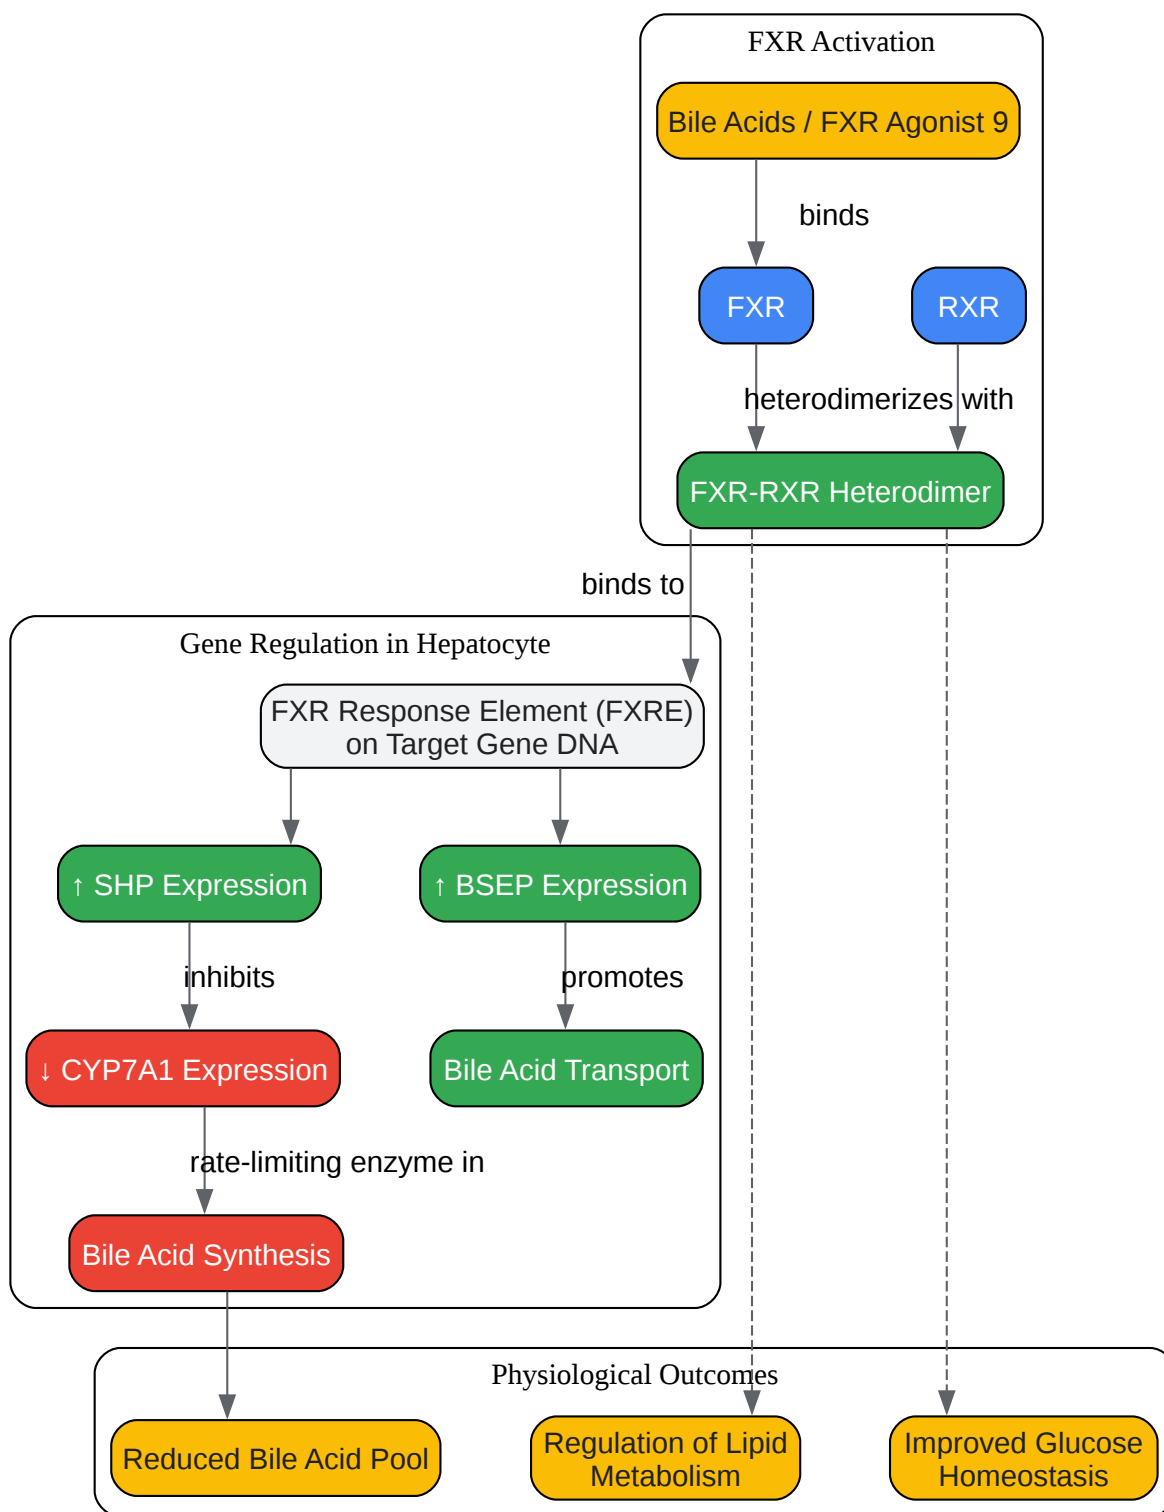 FXR Activation
Bile Acids / FXR Agonist 9
binds
FXR
RXR
heterodimerizes with
FXR-RXR Heterodimer
binds to
Gene Regulation in Hepatocyte
FXR Response Element (FXRE)
on Target Gene DNA
↑ SHP Expression
↑ BSEP Expression
inhibits
promotes
↓ CYP7A1 Expression
Bile Acid Transport
rate-limiting enzyme in
Bile Acid Synthesis
Physiological Outcomes
Reduced Bile Acid Pool
Regulation of Lipid
Metabolism
Improved Glucose
Homeostasis